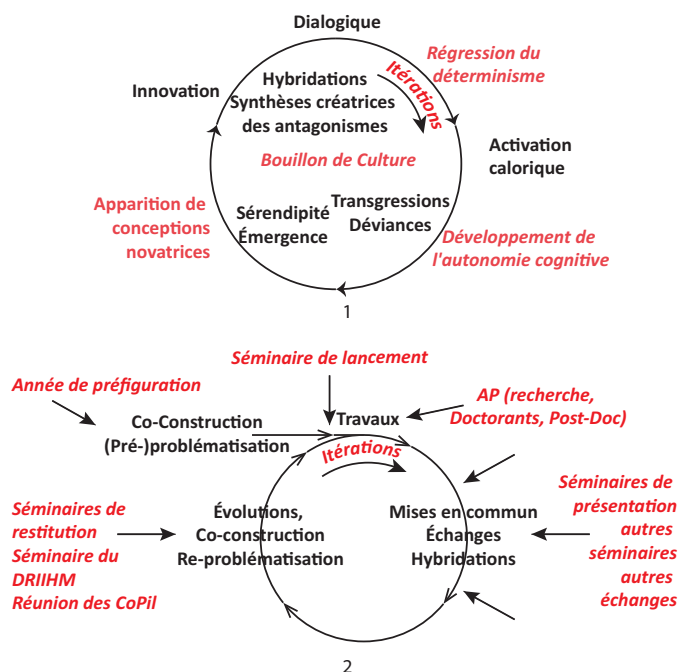 Dialogique
Régression du
déterminisme
Itérations
Hybridations
Synthèses créatrices
des antagonismes
Innovation
Activation
calorique
Bouillon de Culture
Transgressions
Déviances
Sérendipité
Émergence
Apparition de
conceptions
novatrices
Développement de
l'autonomie cognitive
1
Séminaire de lancement
Année de préfiguration
AP (recherche,
Doctorants, Post-Doc)
Co-Construction
(Pré-)problématisation
Travaux
Itérations
Séminaires de
restitution
Séminaire du
DRIIHM
Réunion des CoPil
Évolutions,
Co-construction
Re-problématisation
Mises en commun
Échanges
Hybridations
Séminaires de
présentation
autres
séminaires
autres
échanges
2